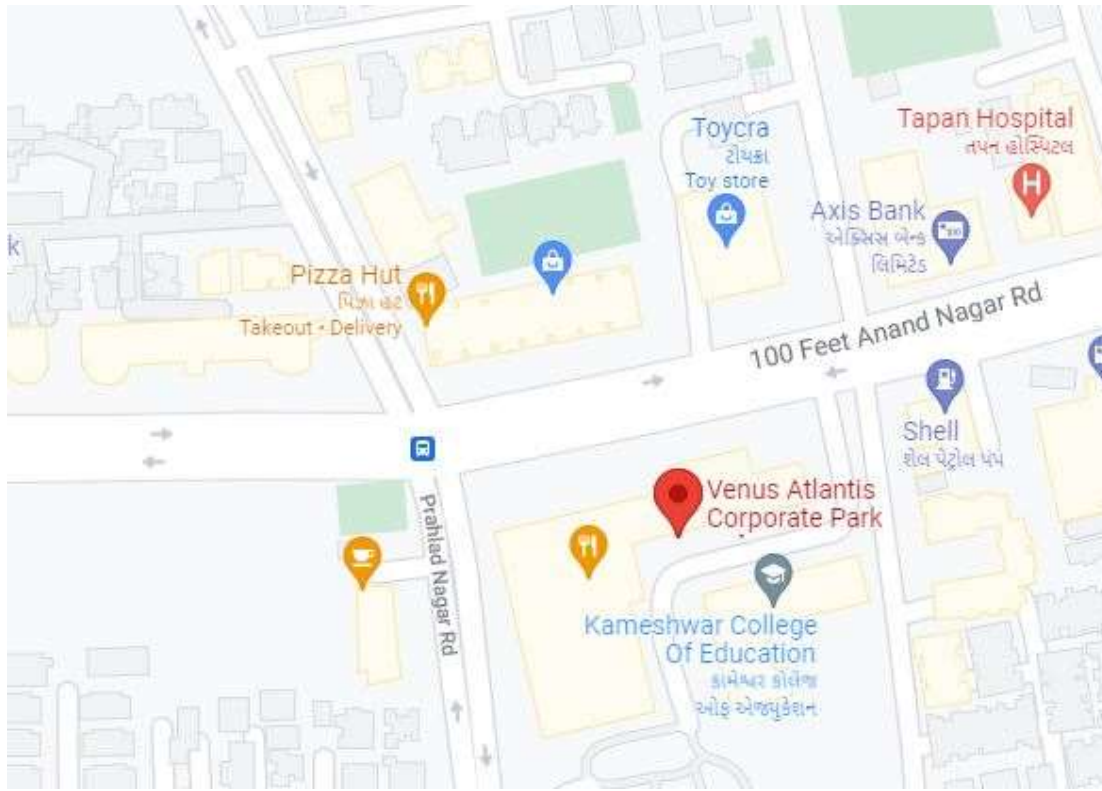 Toycra
ટોયક્રા
Toy store
Tapan Hospital
તપન હોસ્પિટલ
Axis Bank
એક્સિસ બેન્ક
લિમિટેડ
k
Pizza Hut
પિઝા હટ
Takeout • Delivery
100 Feet Anand Nagar Rd
Shell
શેલ પેટ્રોલ પંપ
Venus Atlantis
Corporate Park
Prahlad Nagar Rd
Kameshwar College
Of Education
કામેશ્વર કોલેજ
ઓફ એજ્યુકેશન
H